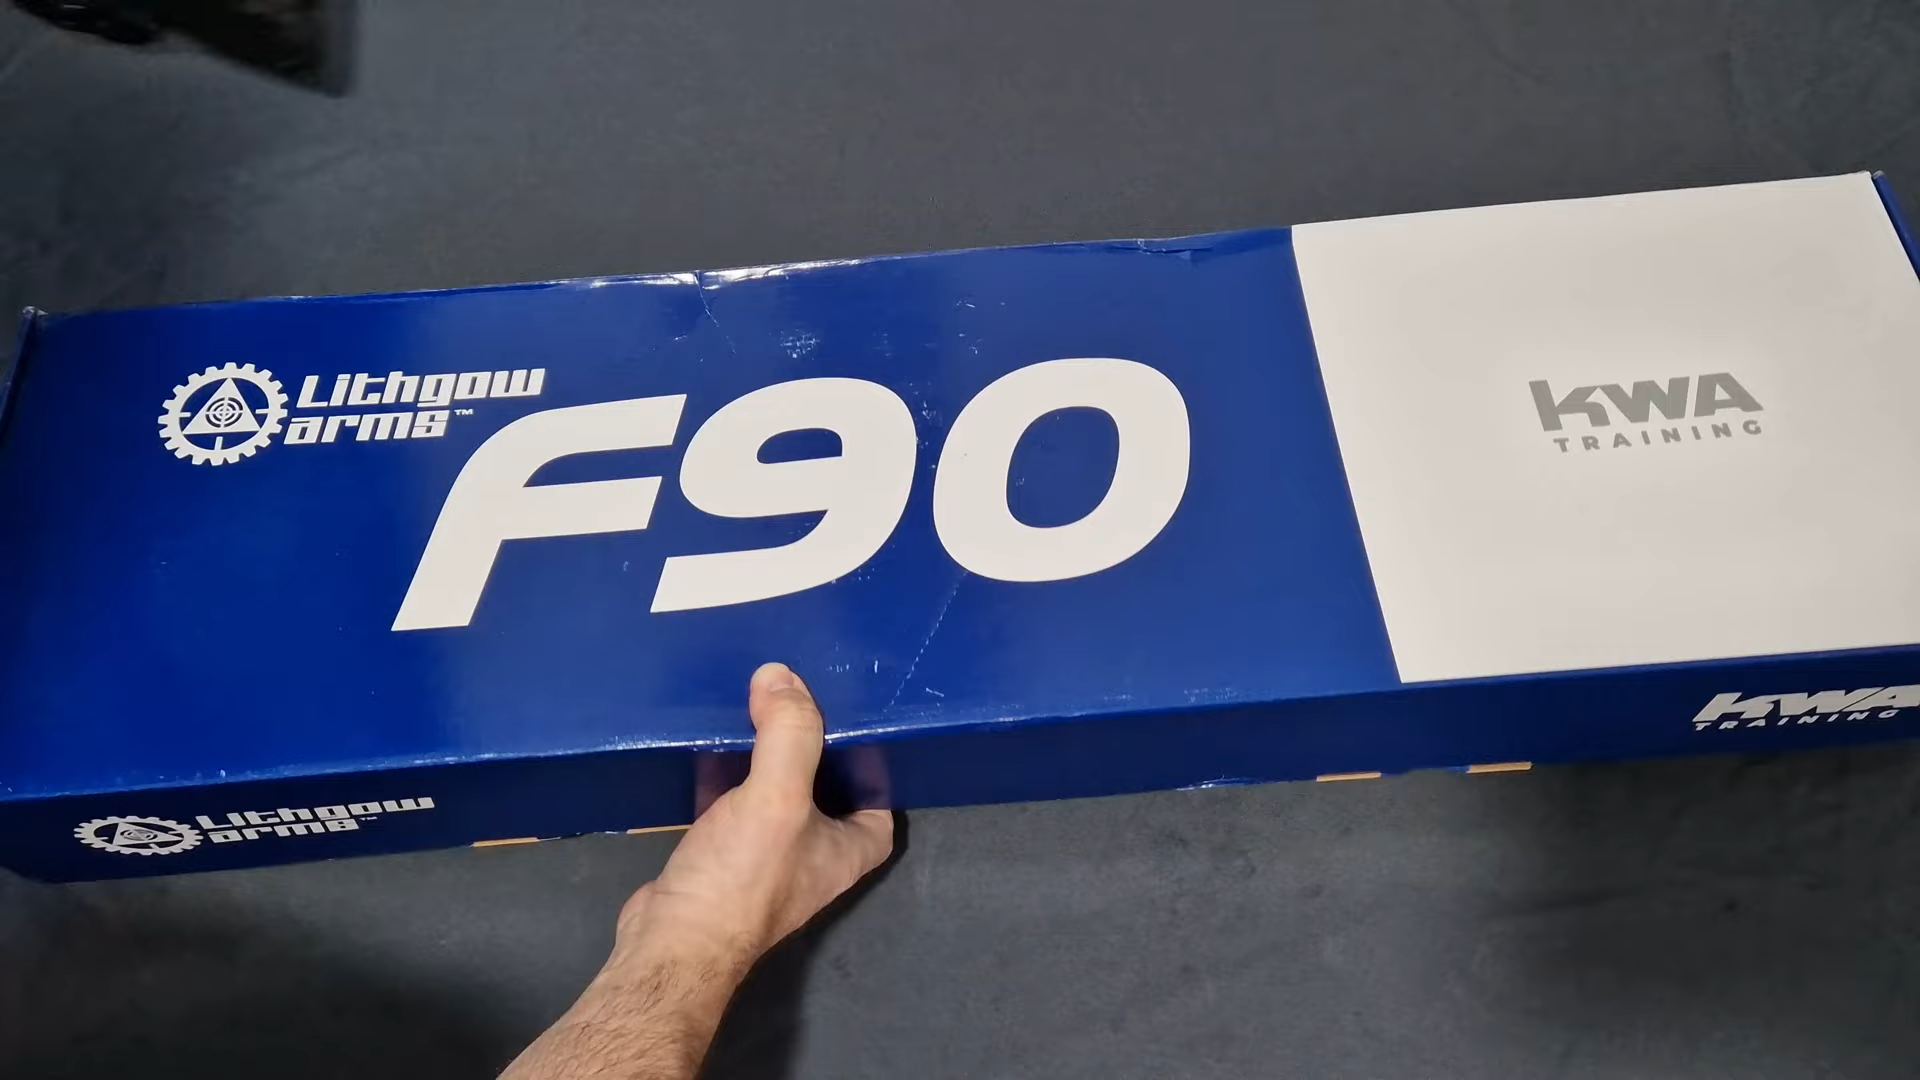 Lithgow
arms™
F90
KWA
TRAINING
Lithgow
arms™
KWA
TRAINING